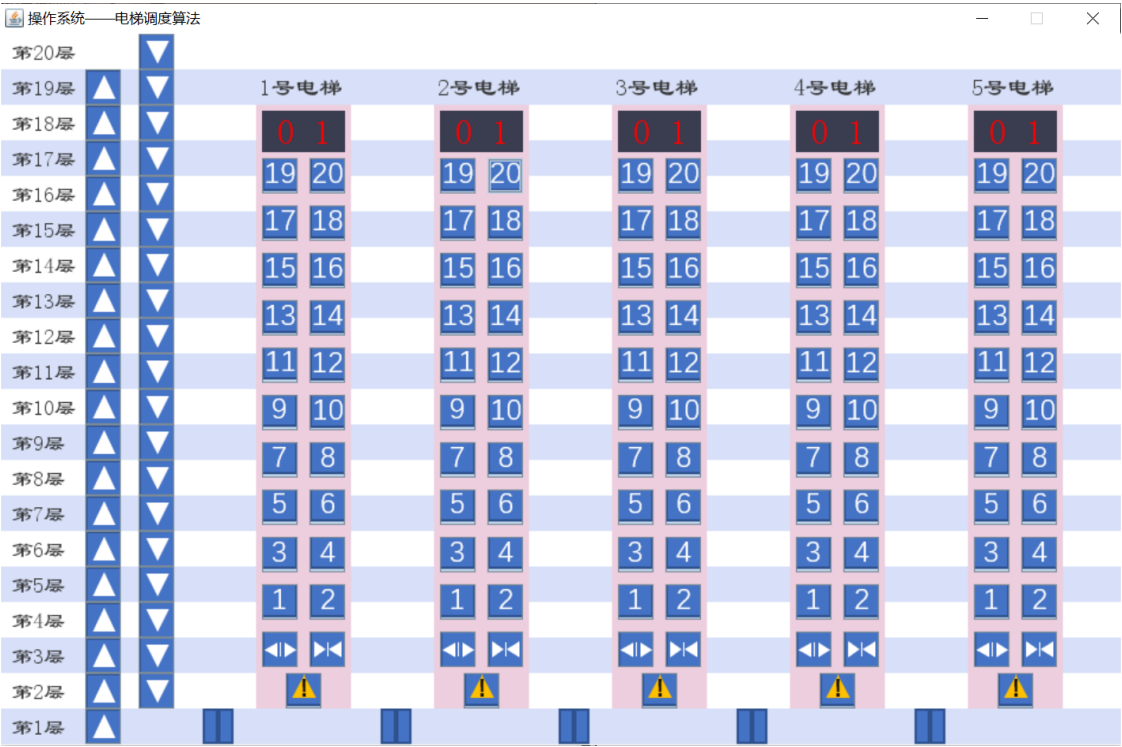 操作系统——电梯调度算法
第20层
第19层 1号电梯 2号电梯 3号电梯 4号电梯 5号电梯
第18层 01 01 01 01 01
第17层 19 20 19 20 19 20 19 20 19 20
第16层 17 18 17 18 17 18 17 18 17 18
第15层 15 16 15 16 15 16 15 16 15 16
第14层 13 14 13 14 13 14 13 14 13 14
第13层 11 12 11 12 11 12 11 12 11 12
第12层 9 10 9 10 9 10 9 10 9 10
第11层 7 8 7 8 7 8 7 8 7 8
第10层 5 6 5 6 5 6 5 6 5 6
第9层 3 4 3 4 3 4 3 4 3 4
第8层 1 2 1 2 1 2 1 2 1 2
第7层
第6层
第5层
第4层
第3层
第2层
第1层